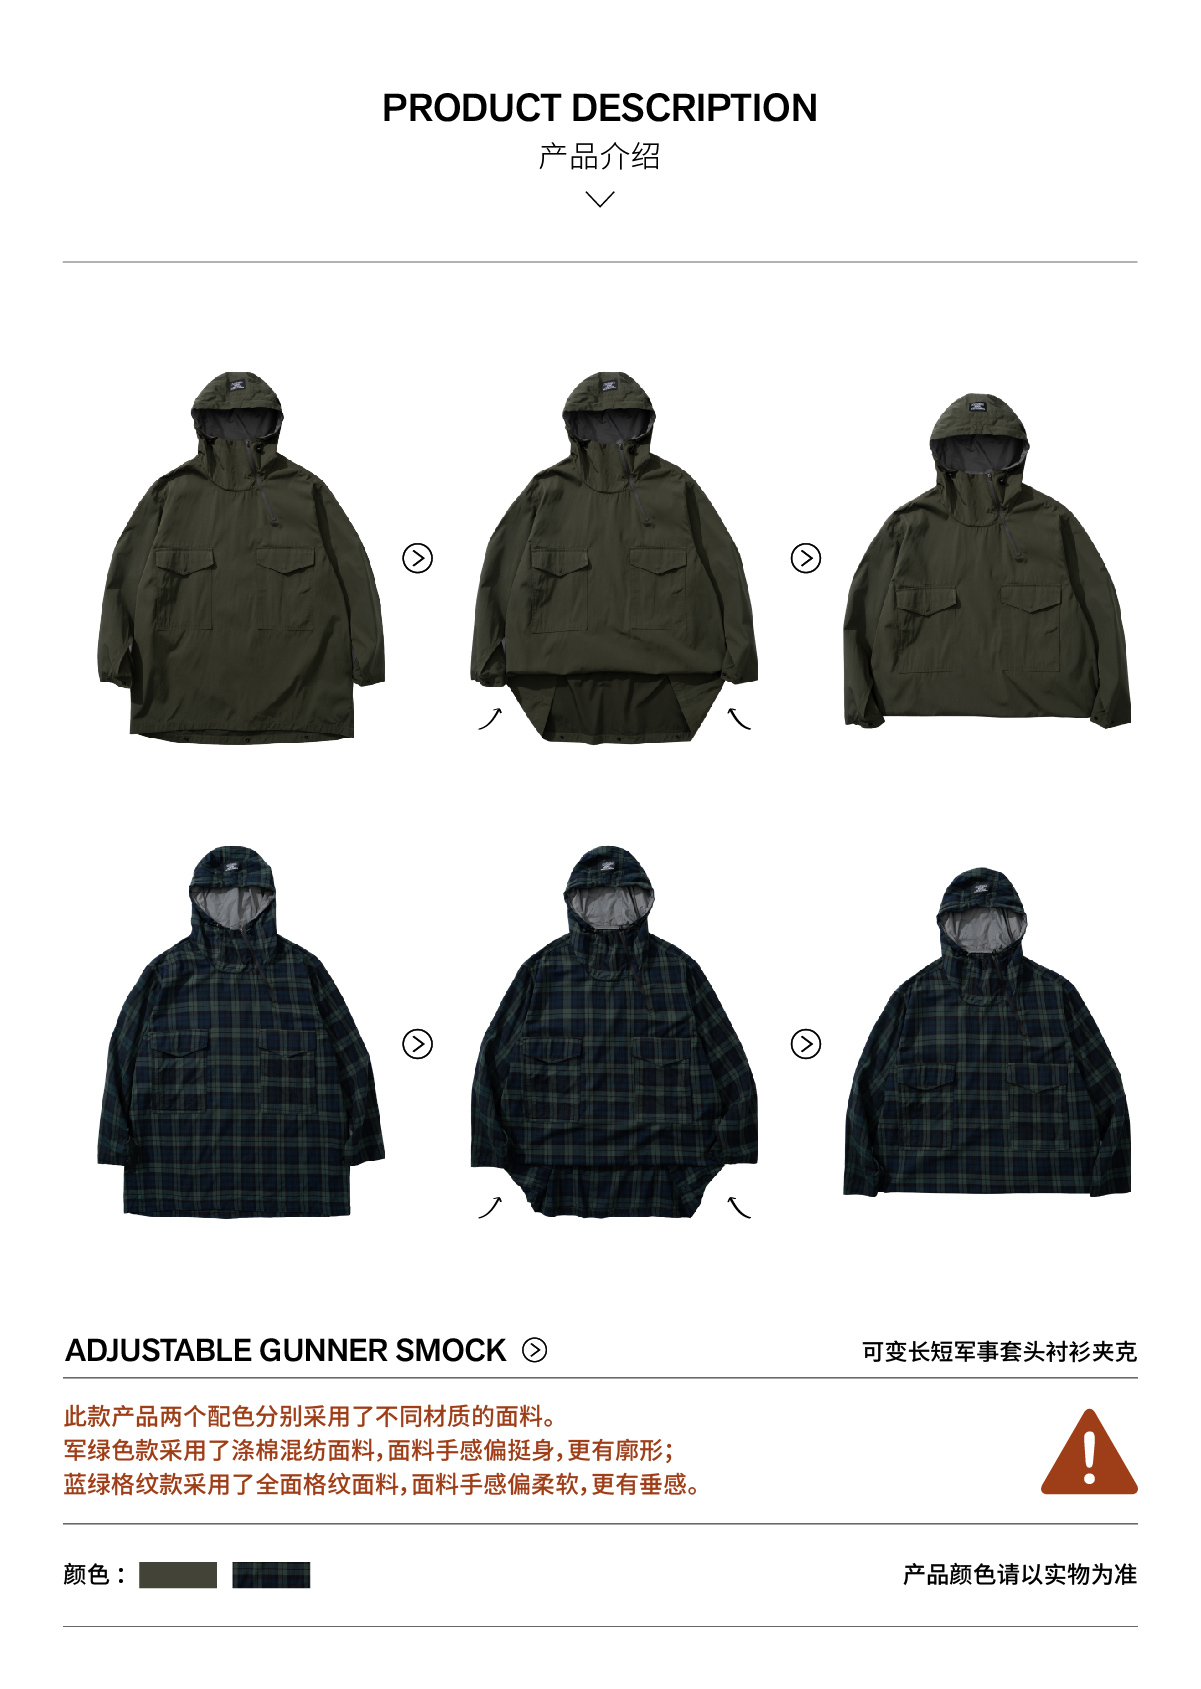 PRODUCT DESCRIPTION
产品介绍
ADJUSTABLE GUNNER SMOCK
可变长短军事套头衬衫夹克
此款产品两个配色分别采用了不同材质的面料。
军绿色款采用了涤棉混纺面料，面料手感偏挺身，更有廓形；
蓝绿格纹款采用了全面格纹面料，面料手感偏柔软，更有垂感。
颜色：
产品颜色请以实物为准